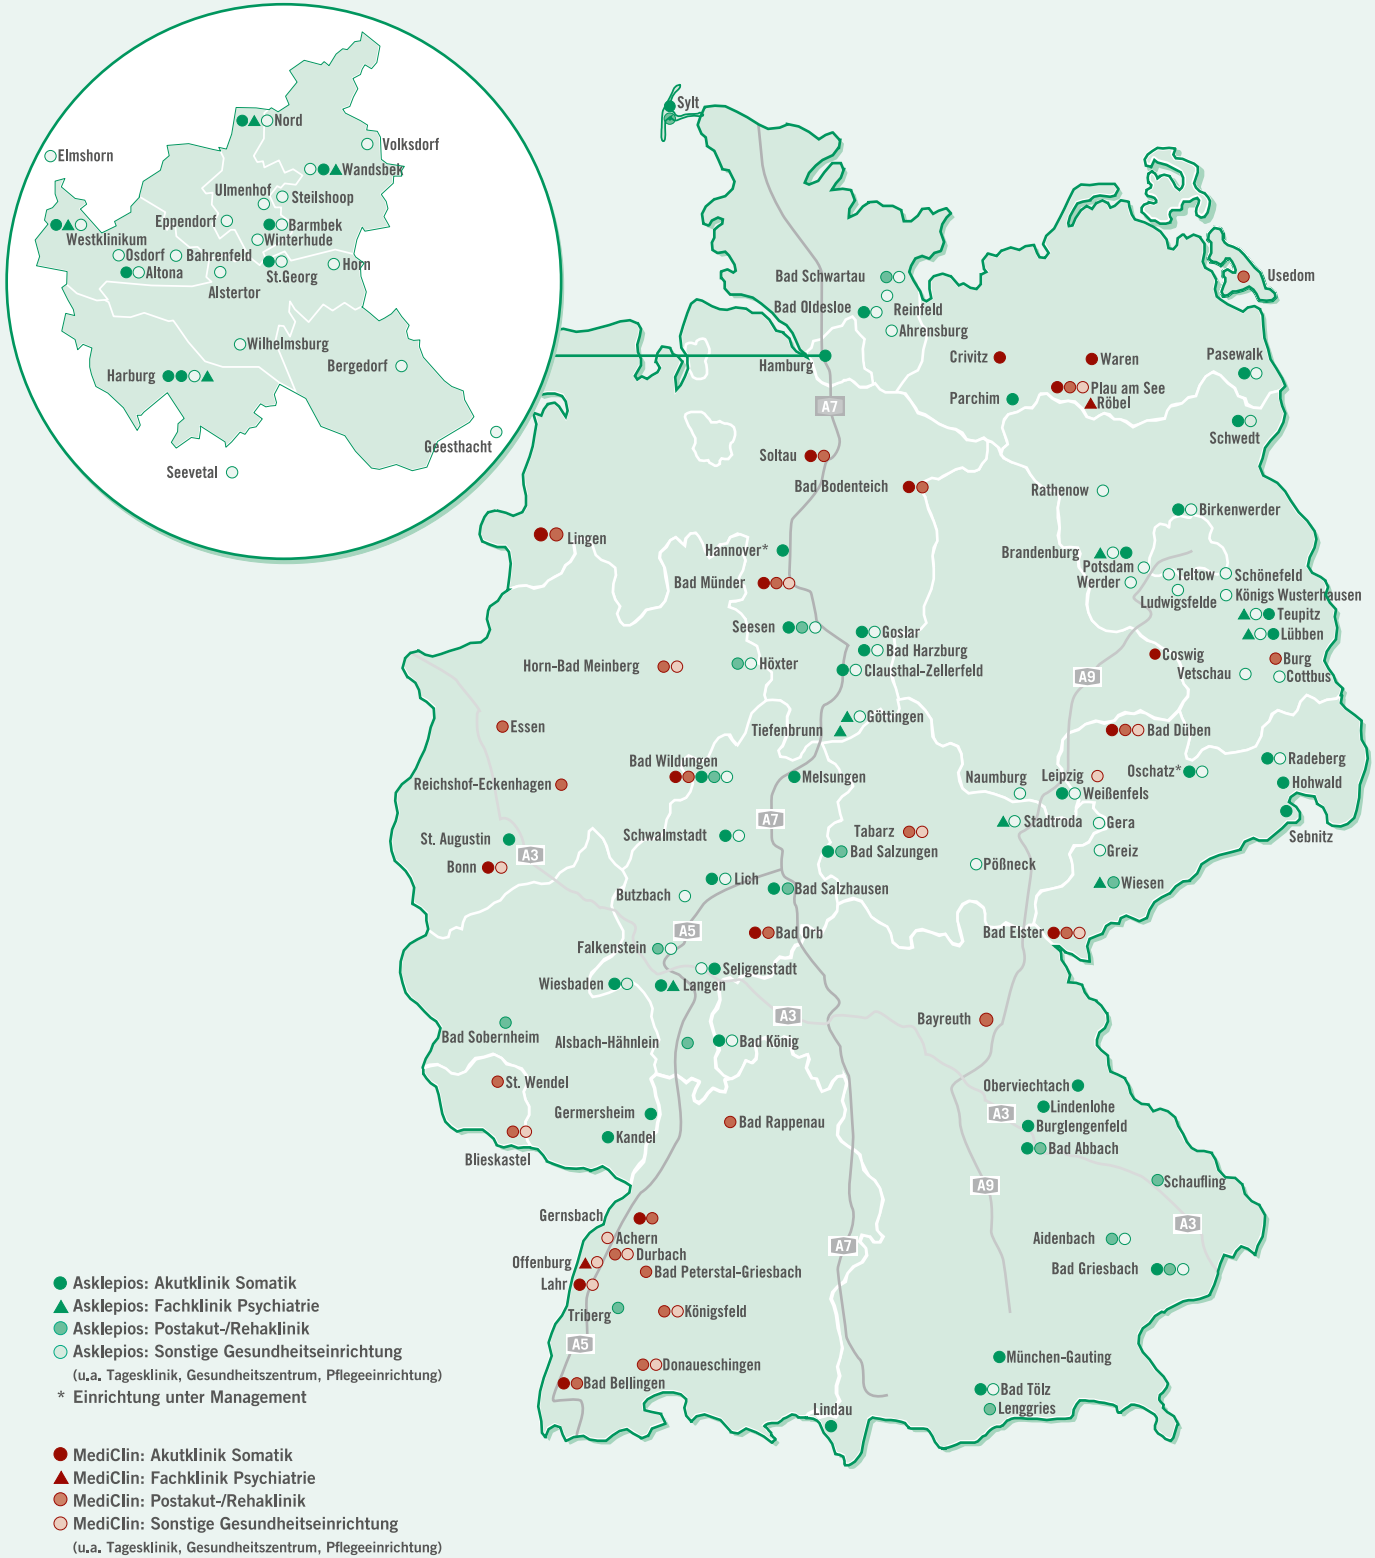 Nord
Volksdorf
Elmshorn
Wandsbek
Ulmenhof
Steilshoop
Eppendorf
Barmbek
Westklinikum
Winterhude
Osdorf
Bahrenfeld
Horn
Altona
St.Georg
Alstertor
Wilhelmsburg
Bergedorf
Harburg
Geesthacht
Seevetal
Sylt
Bad Schwartau
Usedom
Bad Oldesloe
Reinfeld
Ahrensburg
Hamburg
Crivitz
Waren
Pasewalk
Plau am See
Parchim
Röbel
A7
Schwedt
Soltau
Bad Bodenteich
Rathenow
Birkenwerder
Lingen
Hannover*
Brandenburg
Potsdam
Teltow
Schönefeld
Bad Münder
Werder
Ludwigsfelde
Königs Wusterhausen
Teupitz
Seesen
Goslar
Lübben
Bad Harzburg
Coswig
Burg
Horn-Bad Meinberg
Höxter
Clausthal-Zellerfeld
A9
Vetschau
Cottbus
Göttingen
Essen
Tiefenbrunn
Bad Düben
Bad Wildungen
Radeberg
Melsungen
Naumburg
Leipzig
Oschatz*
Reichshof-Eckenhagen
Weißenfels
Hohwald
A7
Stadtroda
Gera
Sebnitz
St. Augustin
Schwalmstadt
Tabarz
A3
Bad Salzungen
Greiz
Bonn
Pößneck
Lich
Wiesen
Butzbach
Bad Salzhausen
A5
Bad Orb
Bad Elster
Falkenstein
Seligenstadt
Wiesbaden
Langen
A3
Bayreuth
Bad Sobernheim
Alsbach-Hähnlein
Bad König
St. Wendel
Oberviechtach
Lindenlohe
Germersheim
A3
Bad Rappenau
Burglengenfeld
Kandel
Bad Abbach
Blieskastel
Schaufling
A9
Gernsbach
A3
Achern
Aidenbach
A7
Durbach
Offenburg
Bad Peterstal-Griesbach
Bad Griesbach
Lahr
Triberg
Königsfeld
A5
München-Gauting
Donaueschingen
Bad Bellingen
Bad Tölz
Lindau
Lenggries
Asklepios: Akutklinik Somatik
Asklepios: Fachklinik Psychiatrie
Asklepios: Postakut-/Rehaklinik
Asklepios: Sonstige Gesundheitseinrichtung
(u.a. Tagesklinik, Gesundheitszentrum, Pflegeeinrichtung)
* Einrichtung unter Management
MediClin: Akutklinik Somatik
MediClin: Fachklinik Psychiatrie
MediClin: Postakut-/Rehaklinik
MediClin: Sonstige Gesundheitseinrichtung
(u.a. Tagesklinik, Gesundheitszentrum, Pflegeeinrichtung)